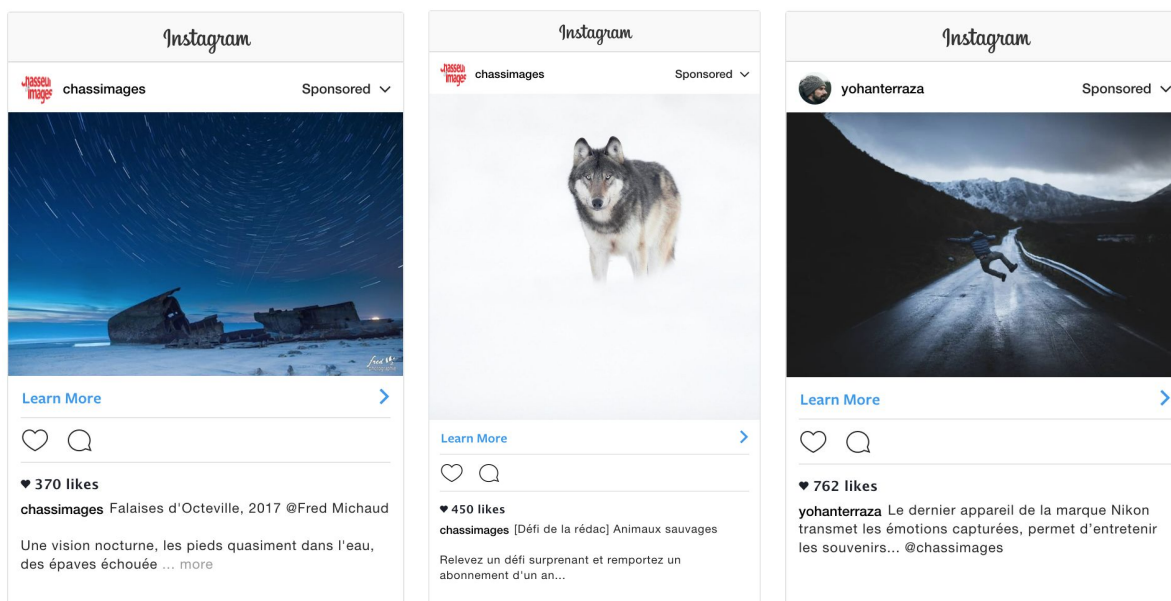 Instagram
chassimages
Sponsored
Learn More
370 likes
chassimages Falaises d'Octeville, 2017 @Fred Michaud
Une vision nocturne, les pieds quasiment dans l'eau,
des épaves échouée ... more
Instagram
chassimages
Sponsored
Learn More
450 likes
chassimages [Défi de la rédac] Animaux sauvages
Relevez un défi surprenant et remportez un
abonnement d'un an...
Instagram
yohanterraza
Sponsored
Learn More
762 likes
yohanterraza Le dernier appareil de la marque Nikon
transmet les émotions capturées, permet d'entretenir
les souvenirs... @chassimages